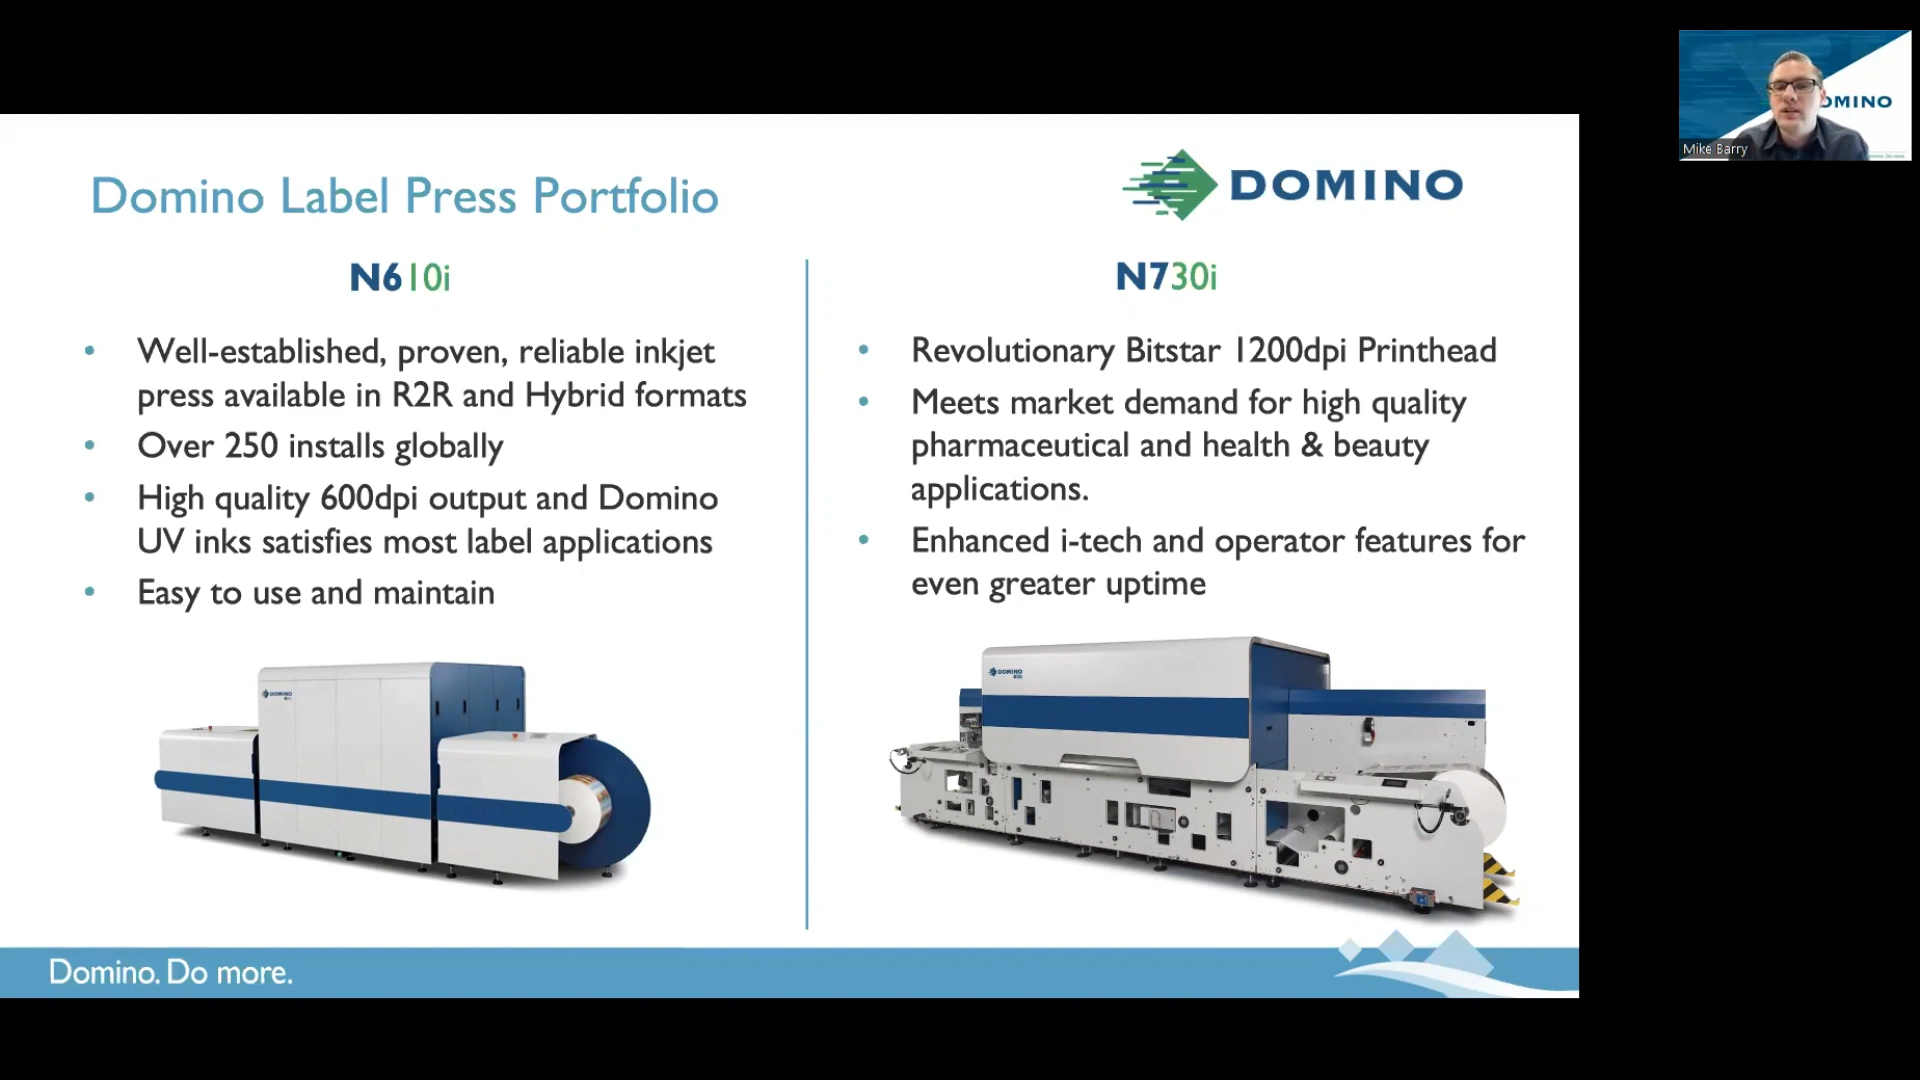 Domino Label Press Portfolio
DOMINO
N610i
Well-established, proven, reliable inkjet
press available in R2R and Hybrid formats
Over 250 installs globally
High quality 600dpi output and Domino
UV inks satisfies most label applications
Easy to use and maintain
DOMINO
N730i
Revolutionary Bitstar 1200dpi Printhead
Meets market demand for high quality
pharmaceutical and health & beauty
applications.
Enhanced i-tech and operator features for
even greater uptime
DOMINO
Domino. Do more.
DOMINO
Mike Barry